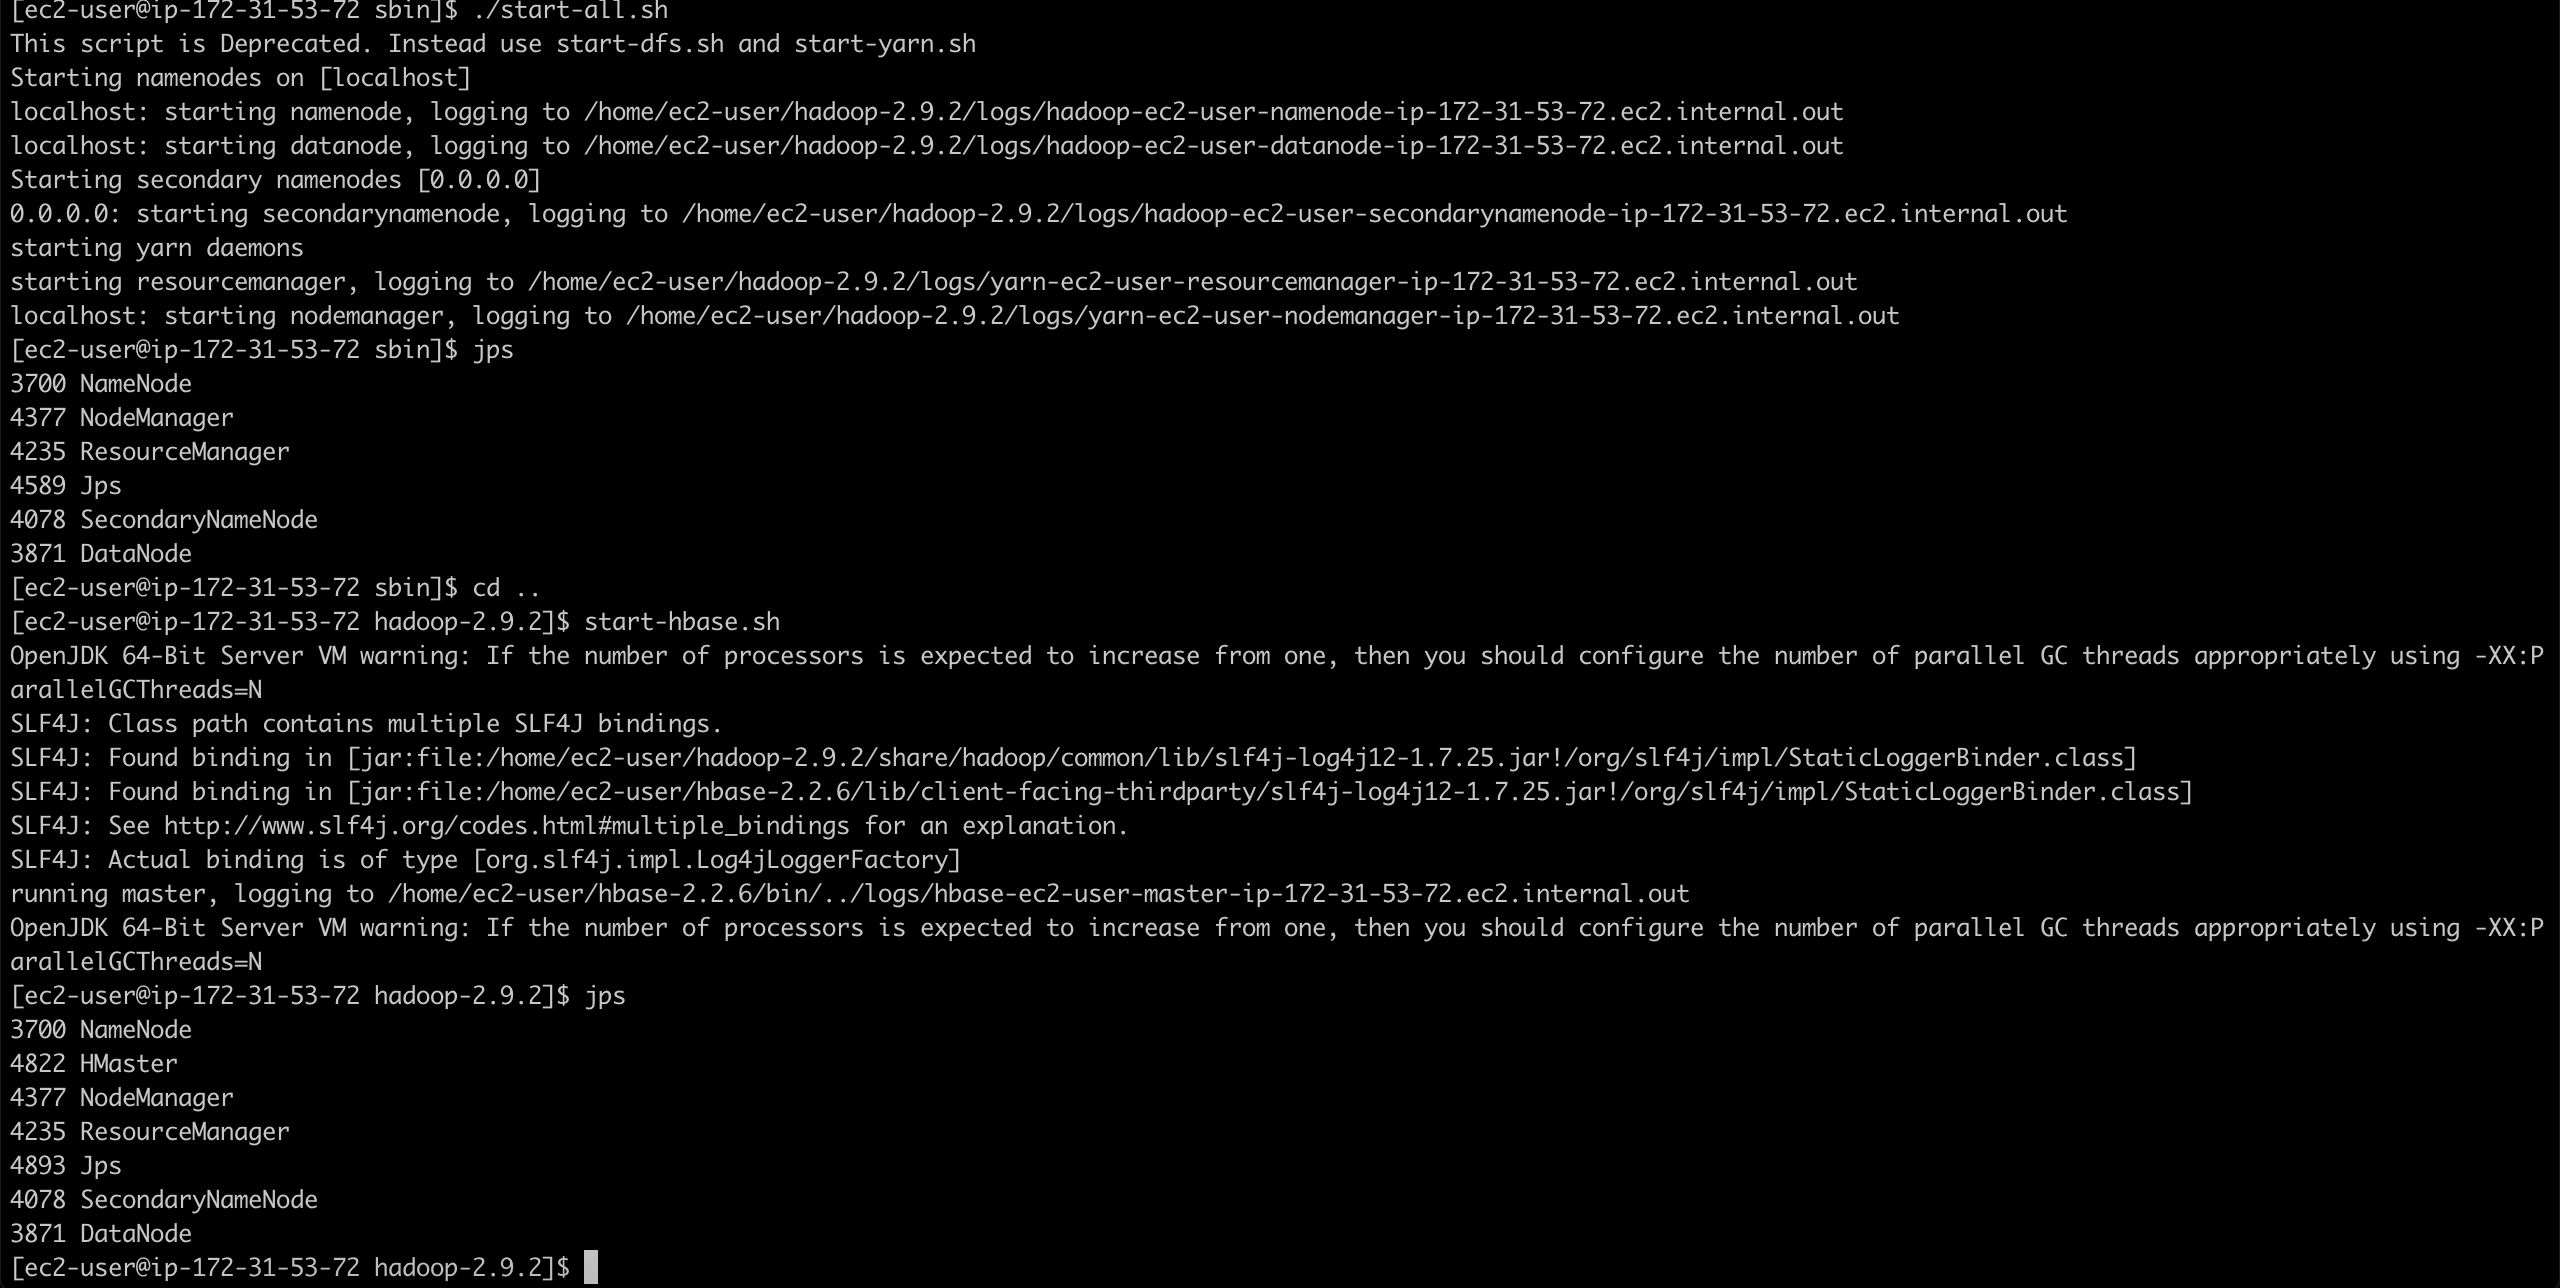 [ec2-user@ip-172-31-53-72 sbin]$ ./start-all.sh
This script is Deprecated. Instead use start-dfs.sh and start-yarn.sh
Starting namenodes on [localhost]
localhost: starting namenode, logging to /home/ec2-user/hadoop-2.9.2/logs/hadoop-ec2-user-namenode-ip-172-31-53-72.ec2.internal.out
localhost: starting datanode, logging to /home/ec2-user/hadoop-2.9.2/logs/hadoop-ec2-user-datanode-ip-172-31-53-72.ec2.internal.out
Starting secondary namenodes [0.0.0.0]
0.0.0.0: starting secondarynamenode, logging to /home/ec2-user/hadoop-2.9.2/logs/hadoop-ec2-user-secondarynamenode-ip-172-31-53-72.ec2.internal.out
starting yarn daemons
starting resourcemanager, logging to /home/ec2-user/hadoop-2.9.2/logs/yarn-ec2-user-resourcemanager-ip-172-31-53-72.ec2.internal.out
localhost: starting nodemanager, logging to /home/ec2-user/hadoop-2.9.2/logs/yarn-ec2-user-nodemanager-ip-172-31-53-72.ec2.internal.out
[ec2-user@ip-172-31-53-72 sbin]$ jps
3700 NameNode
4377 NodeManager
4235 ResourceManager
4589 Jps
4078 SecondaryNameNode
3871 DataNode
[ec2-user@ip-172-31-53-72 sbin]$ cd ..
[ec2-user@ip-172-31-53-72 hadoop-2.9.2]$ start-hbase.sh
OpenJDK 64-Bit Server VM warning: If the number of processors is expected to increase from one, then you should configure the number of parallel GC threads appropriately using -XX:P
arallelGCThreads=N
SLF4J: Class path contains multiple SLF4J bindings.
SLF4J: Found binding in [jar:file:/home/ec2-user/hadoop-2.9.2/share/hadoop/common/lib/slf4j-log4j12-1.7.25.jar!/org/slf4j/impl/StaticLoggerBinder.class]
SLF4J: Found binding in [jar:file:/home/ec2-user/hbase-2.2.6/lib/client-facing-thirdparty/slf4j-log4j12-1.7.25.jar!/org/slf4j/impl/StaticLoggerBinder.class]
SLF4J: See http://www.slf4j.org/codes.html#multiple_bindings for an explanation.
SLF4J: Actual binding is of type [org.slf4j.impl.Log4jLoggerFactory]
running master, logging to /home/ec2-user/hbase-2.2.6/bin/../logs/hbase-ec2-user-master-ip-172-31-53-72.ec2.internal.out
OpenJDK 64-Bit Server VM warning: If the number of processors is expected to increase from one, then you should configure the number of parallel GC threads appropriately using -XX:P
arallelGCThreads=N
[ec2-user@ip-172-31-53-72 hadoop-2.9.2]$ jps
3700 NameNode
4822 HMaster
4377 NodeManager
4235 ResourceManager
4893 Jps
4078 SecondaryNameNode
3871 DataNode
[ec2-user@ip-172-31-53-72 hadoop-2.9.2]$